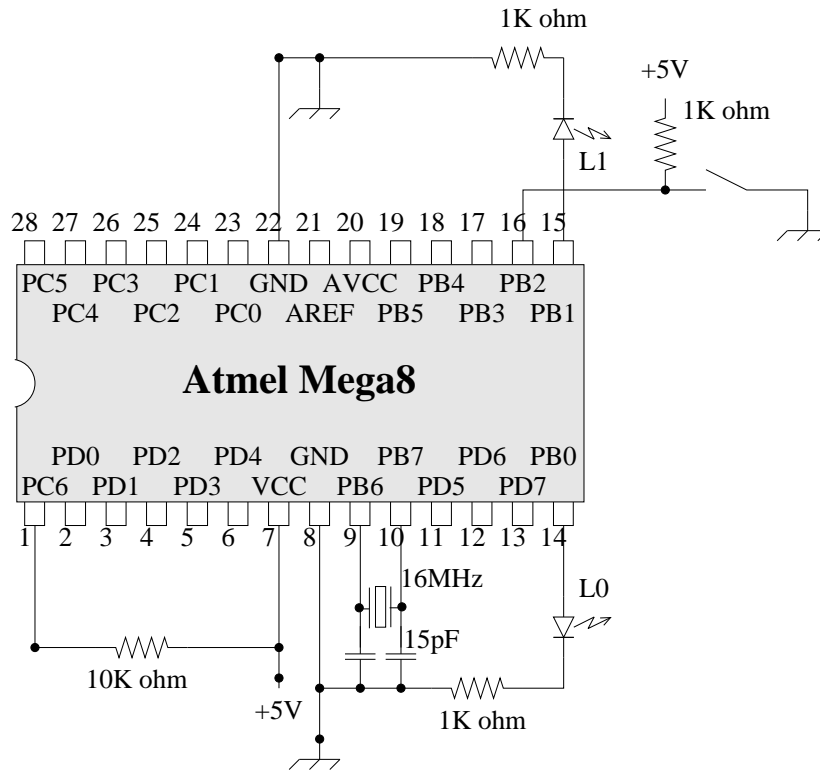 1K ohm
+5V
1K ohm
L1
28 27 26 25 24 23 22 21 20 19 18 17 16 15
PC5 PC3 PC1 GND AVCC PB4 PB2
PC4 PC2 PC0 AREF PB5 PB3 PB1
Atmel Mega8
PD0 PD2 PD4 GND PB7 PD6 PB0
PC6 PD1 PD3 VCC PB6 PD5 PD7
1 2 3 4 5 6 7 8 9 10 11 12 13 14
16MHz
L0
15pF
10K ohm
+5V
1K ohm